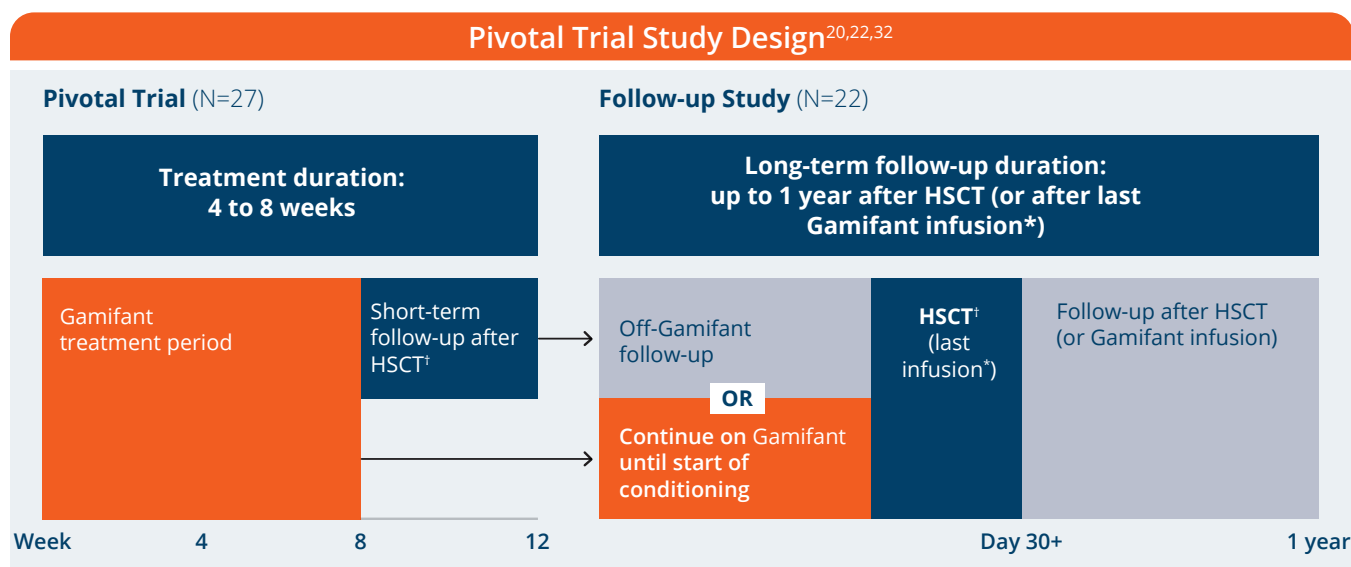 Pivotal Trial Study Design20,22,32
Pivotal Trial (N=27)
Treatment duration:
4 to 8 weeks
Gamifant
treatment period
Short-term
follow-up after
HSCT†
Follow-up Study (N=22)
Long-term follow-up duration:
up to 1 year after HSCT (or after last
Gamifant infusion*)
Off-Gamifant
follow-up
OR
Continue on Gamifant
until start of
conditioning
HSCT†
(last
infusion*)
Follow-up after HSCT
(or Gamifant infusion)
Week 4 8 12 Day 30+ 1 year